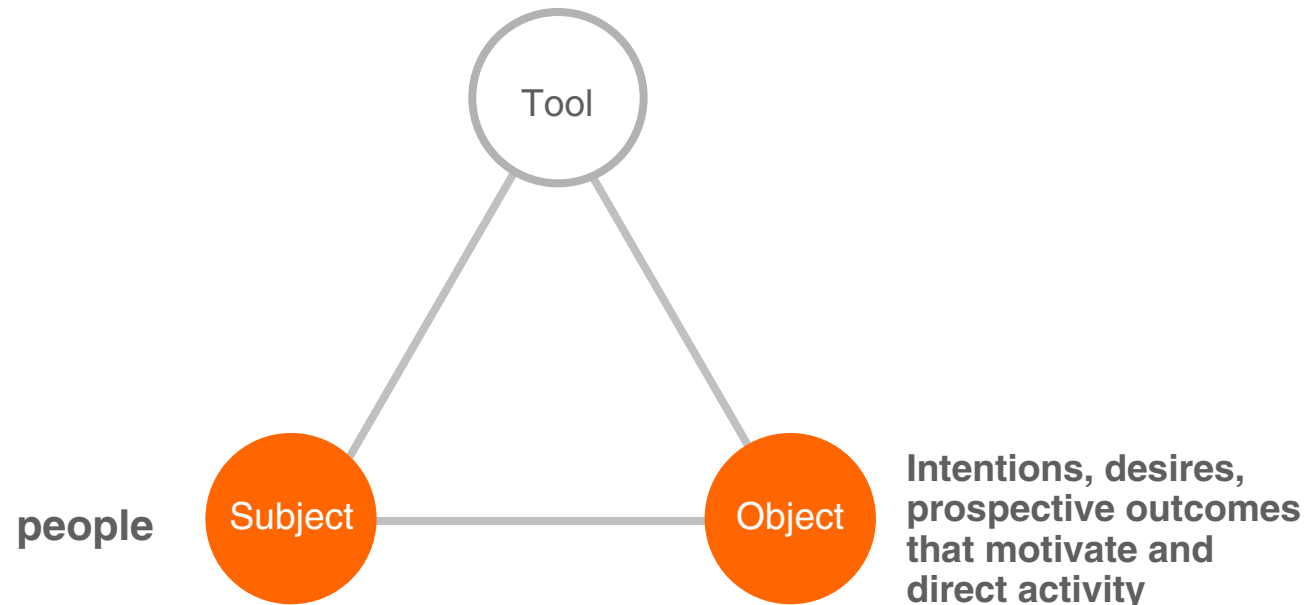 Tool
people
Subject
Object
Intentions, desires,
prospective outcomes
that motivate and
direct activity